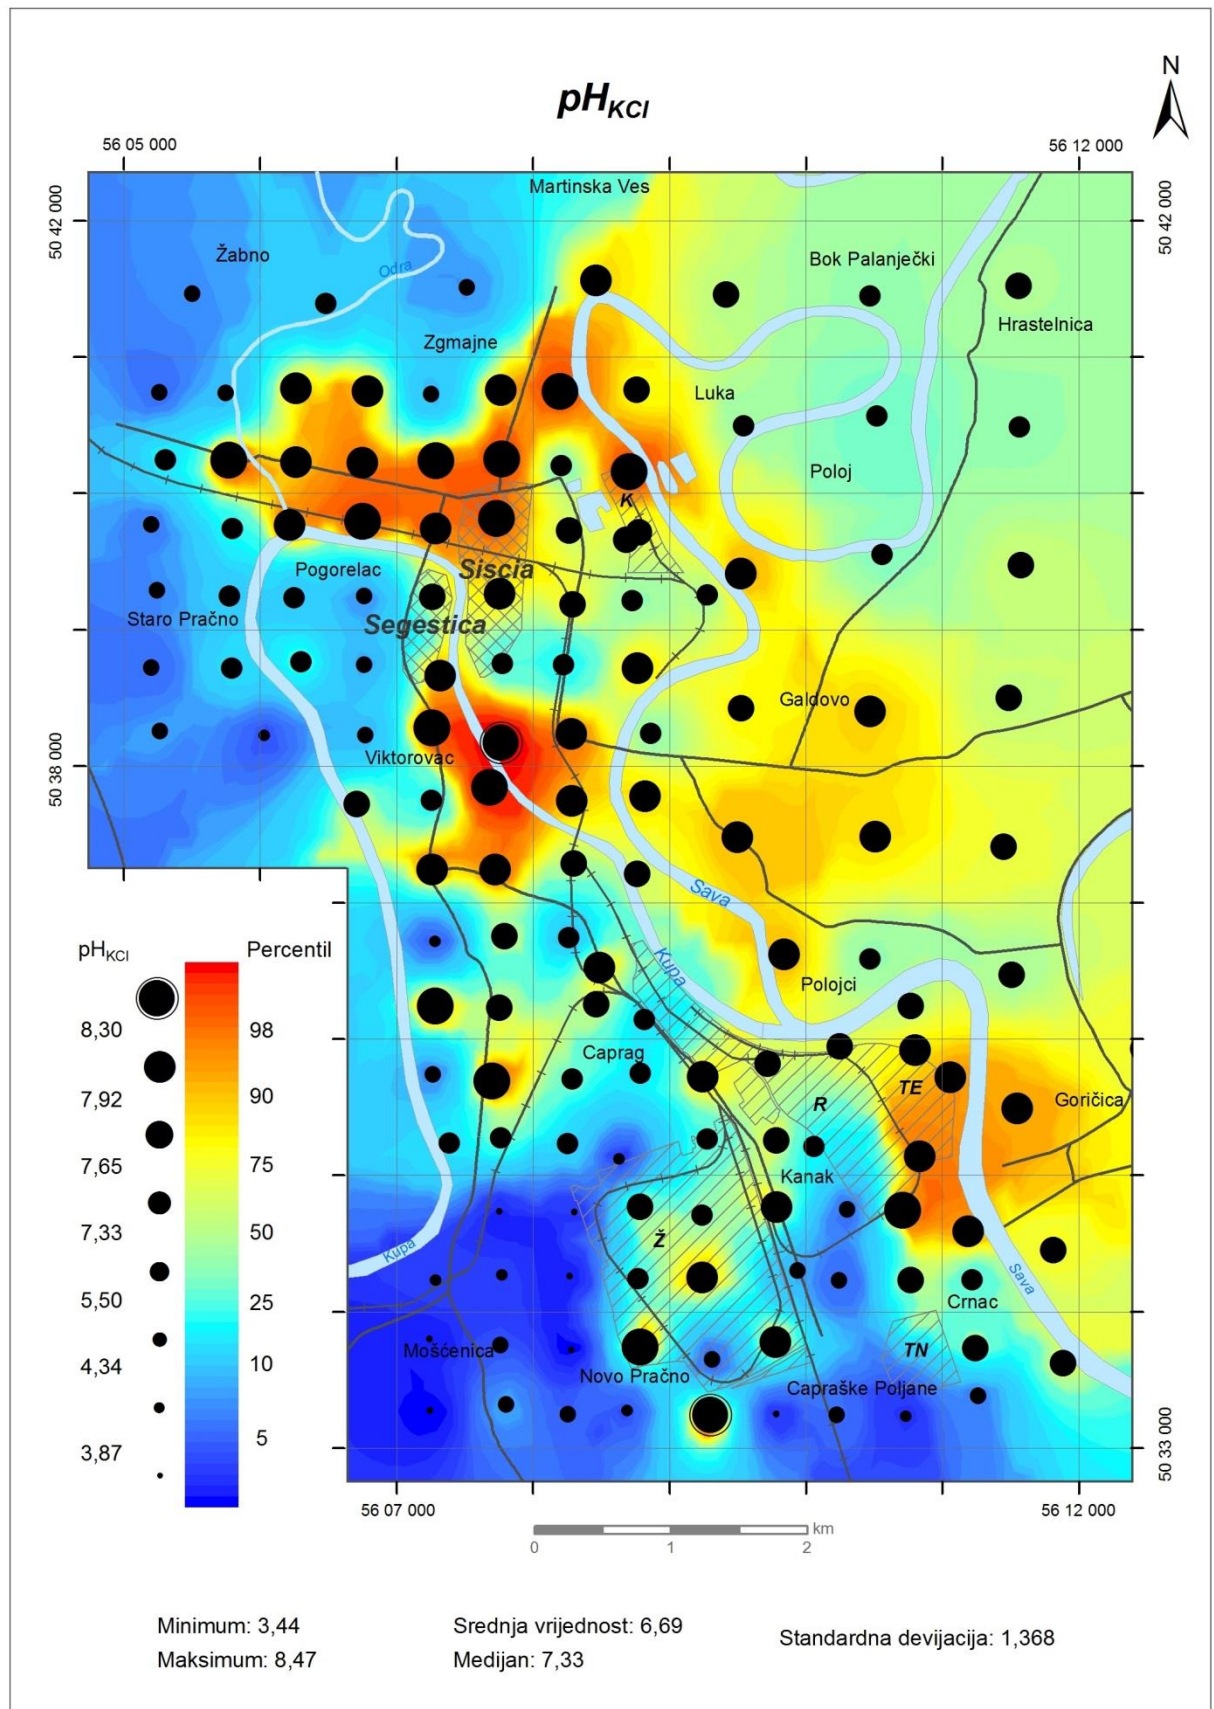 N
pH_KCl
56 05 000
56 12 000
50 42 000
50 42 000
Martinska Ves
Žabno
Odra
Bok Palanječki
Hrastelnica
Zgmajne
Luka
Poloj
K
Siscia
Pogorelac
Segestica
Staro Pračno
Galdovo
Viktorovac
50 38 000
50 38 000
Sava
Kupa
Polojci
Caprag
TE
R
Goričica
Kanak
Ž
Kupa
Sava
Crnac
TN
Mošćenica
Novo Pračno
Capraške Poljane
50 33 000
pH_KCl
Percentil
8,30
98
7,92
90
7,65
75
7,33
50
5,50
25
4,34
10
3,87
5
56 07 000
56 12 000
km
0
1
2
Minimum: 3,44
Maksimum: 8,47
Srednja vrijednost: 6,69
Medijan: 7,33
Standardna devijacija: 1,368